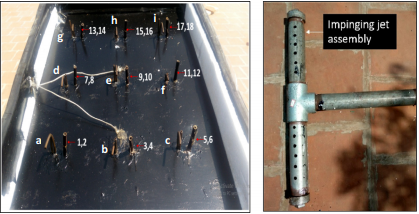 g
h
i
13,14
15,16
17,18
d
7,8
e
9,10
f
11,12
a
1,2
b
3,4
c
5,6
Impinging jet
assembly